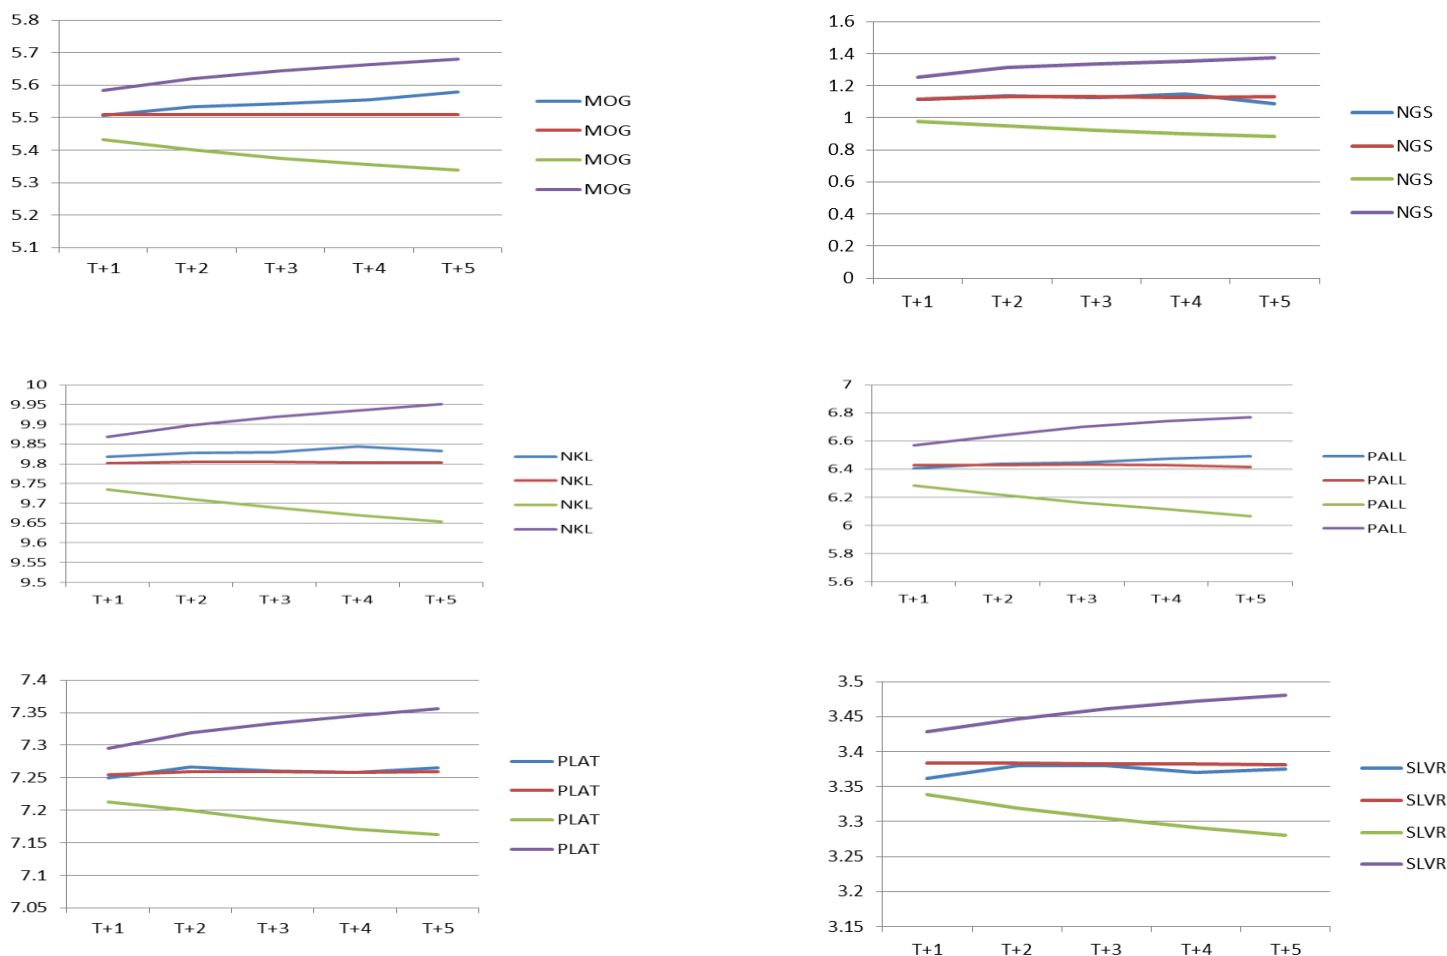 5.8
5.7
5.6
5.5
5.4
5.3
5.2
5.1
T+1 T+2 T+3 T+4 T+5
MOG
MOG
MOG
MOG
1.6
1.4
1.2
1
0.8
0.6
0.4
0.2
0
T+1 T+2 T+3 T+4 T+5
NGS
NGS
NGS
NGS
10
9.95
9.9
9.85
9.8
9.75
9.7
9.65
9.6
9.55
9.5
T+1 T+2 T+3 T+4 T+5
NKL
NKL
NKL
NKL
7
6.8
6.6
6.4
6.2
6
5.8
5.6
T+1 T+2 T+3 T+4 T+5
PALL
PALL
PALL
PALL
7.4
7.35
7.3
7.25
7.2
7.15
7.1
7.05
T+1 T+2 T+3 T+4 T+5
PLAT
PLAT
PLAT
PLAT
3.5
3.45
3.4
3.35
3.3
3.25
3.2
3.15
T+1 T+2 T+3 T+4 T+5
SLVR
SLVR
SLVR
SLVR